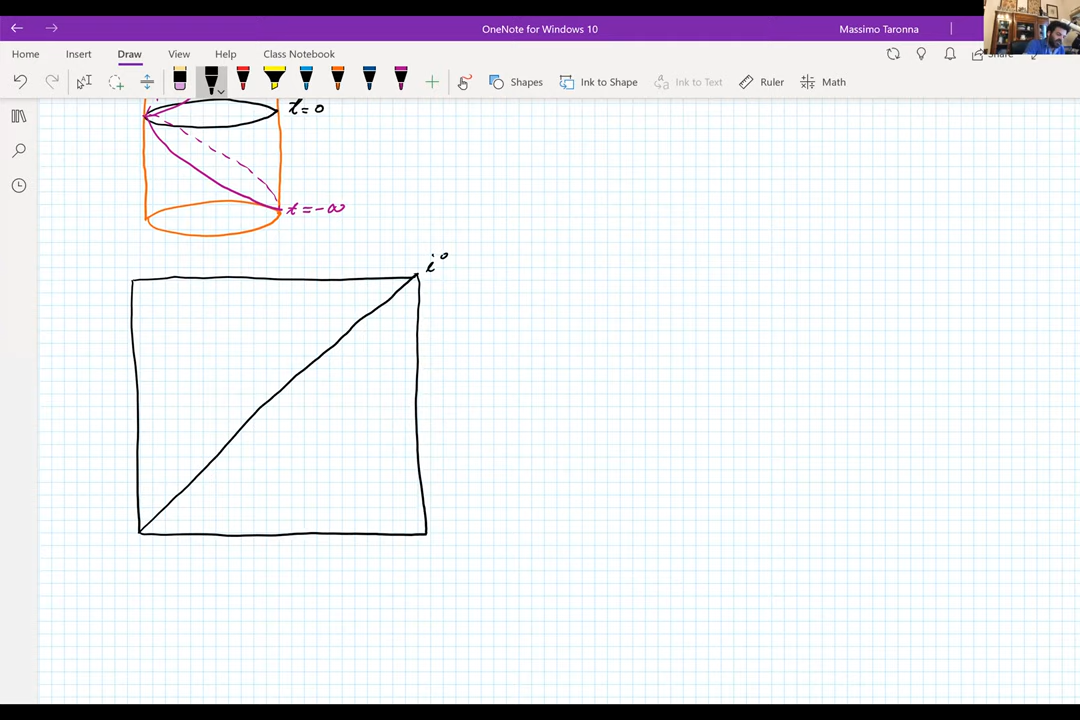 OneNote for Windows 10
Massimo Taronna
Home Insert Draw View Help Class Notebook
Share
Shapes Ink to Shape Ink to Text Ruler Math
t=0
t=-∞
i°